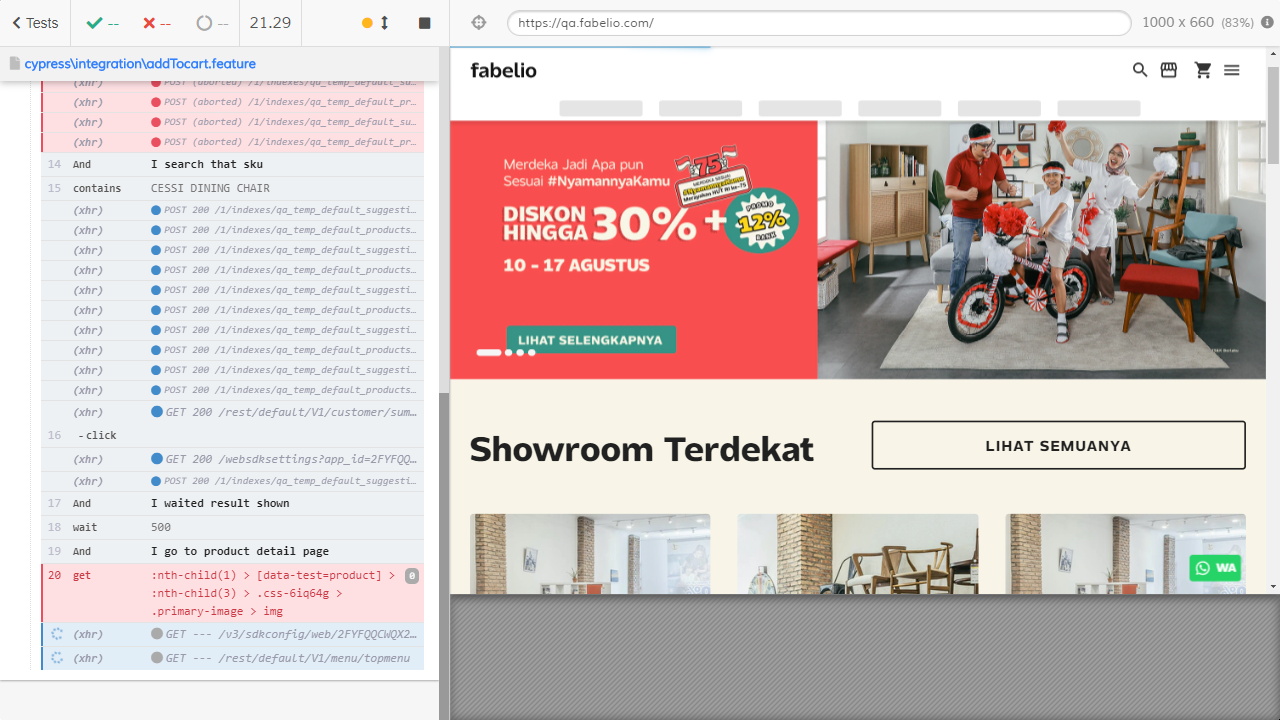 Tests
--
--
--
21.29
https://qa.fabelio.com/
1000 x 660 (83%)
cypress\integration\addTocart.feature
(xhr) POST (aborted) /1/indexes/qa_temp_default_su…
(xhr) POST (aborted) /1/indexes/qa_temp_default_pr…
(xhr) POST (aborted) /1/indexes/qa_temp_default_su…
(xhr) POST (aborted) /1/indexes/qa_temp_default_pr…
14 And I search that sku
15 contains CESSI DINING CHAIR
(xhr) POST 200 /1/indexes/qa_temp_default_suggesti…
(xhr) POST 200 /1/indexes/qa_temp_default_products…
(xhr) POST 200 /1/indexes/qa_temp_default_suggesti…
(xhr) POST 200 /1/indexes/qa_temp_default_products…
(xhr) POST 200 /1/indexes/qa_temp_default_suggesti…
(xhr) POST 200 /1/indexes/qa_temp_default_products…
(xhr) POST 200 /1/indexes/qa_temp_default_suggesti…
(xhr) POST 200 /1/indexes/qa_temp_default_products…
(xhr) POST 200 /1/indexes/qa_temp_default_suggesti…
(xhr) POST 200 /1/indexes/qa_temp_default_products…
(xhr) GET 200 /rest/default/V1/customer/sum…
16 - click
(xhr) GET 200 /websdksettings?app_id=2FYFQQ…
(xhr) POST 200 /1/indexes/qa_temp_default_suggesti…
17 And I waited result shown
18 wait 500
19 And I go to product detail page
20 get :nth-child(1) > [data-test=product] > 0
:nth-child(3) > .css-6iq64g >
.primary-image > img
(xhr) GET --- /v3/sdkconfig/web/2FYFQQCWQX2…
(xhr) GET --- /rest/default/V1/menu/topmenu
fabelio
Merdeka Jadi Apa pun
Sesuai #NyamannyaKamu
75
MERDEKA SESUAI
#NyamannyaKamu
Merayakan HUT RI ke-75
DISKON
HINGGA 30% +
PROMO
12%
BANK
10 - 17 AGUSTUS
LIHAT SELENGKAPNYA
Showroom Terdekat
LIHAT SEMUANYA
WA